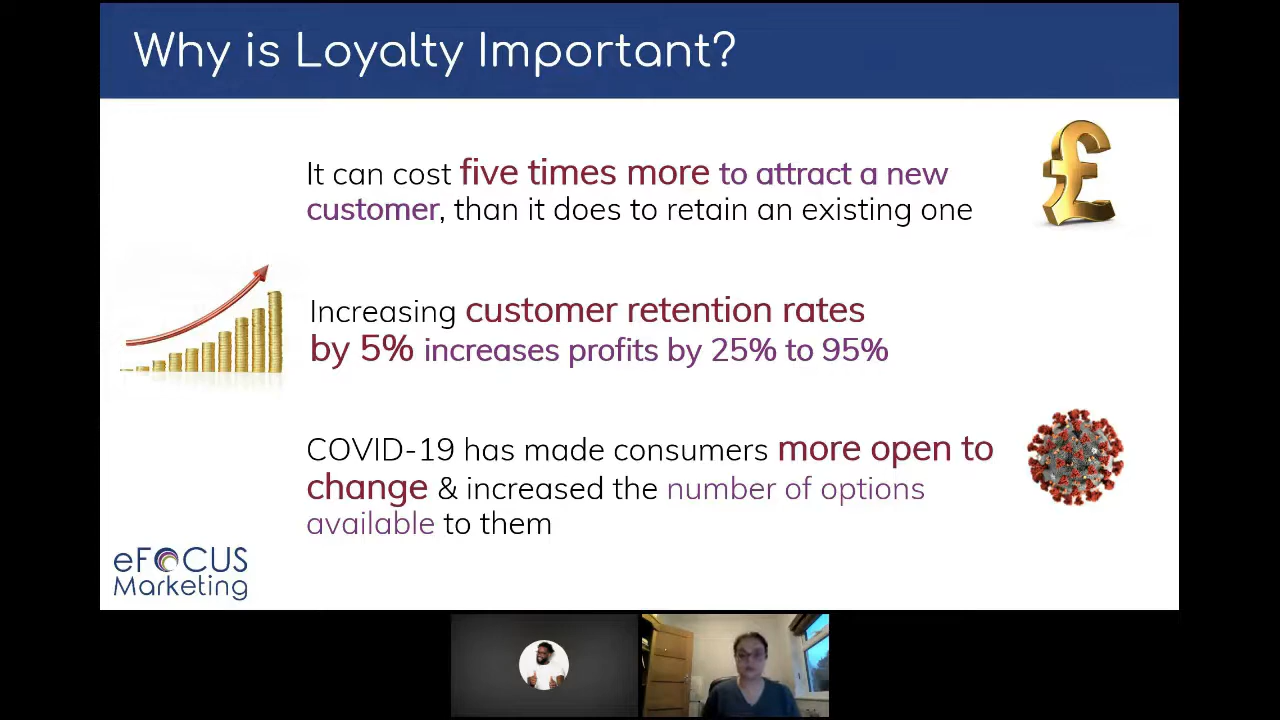 Why is Loyalty Important?
It can cost five times more to attract a new
customer, than it does to retain an existing one
Increasing customer retention rates
by 5% increases profits by 25% to 95%
COVID-19 has made consumers more open to
change & increased the number of options
available to them
eFOCUS
Marketing